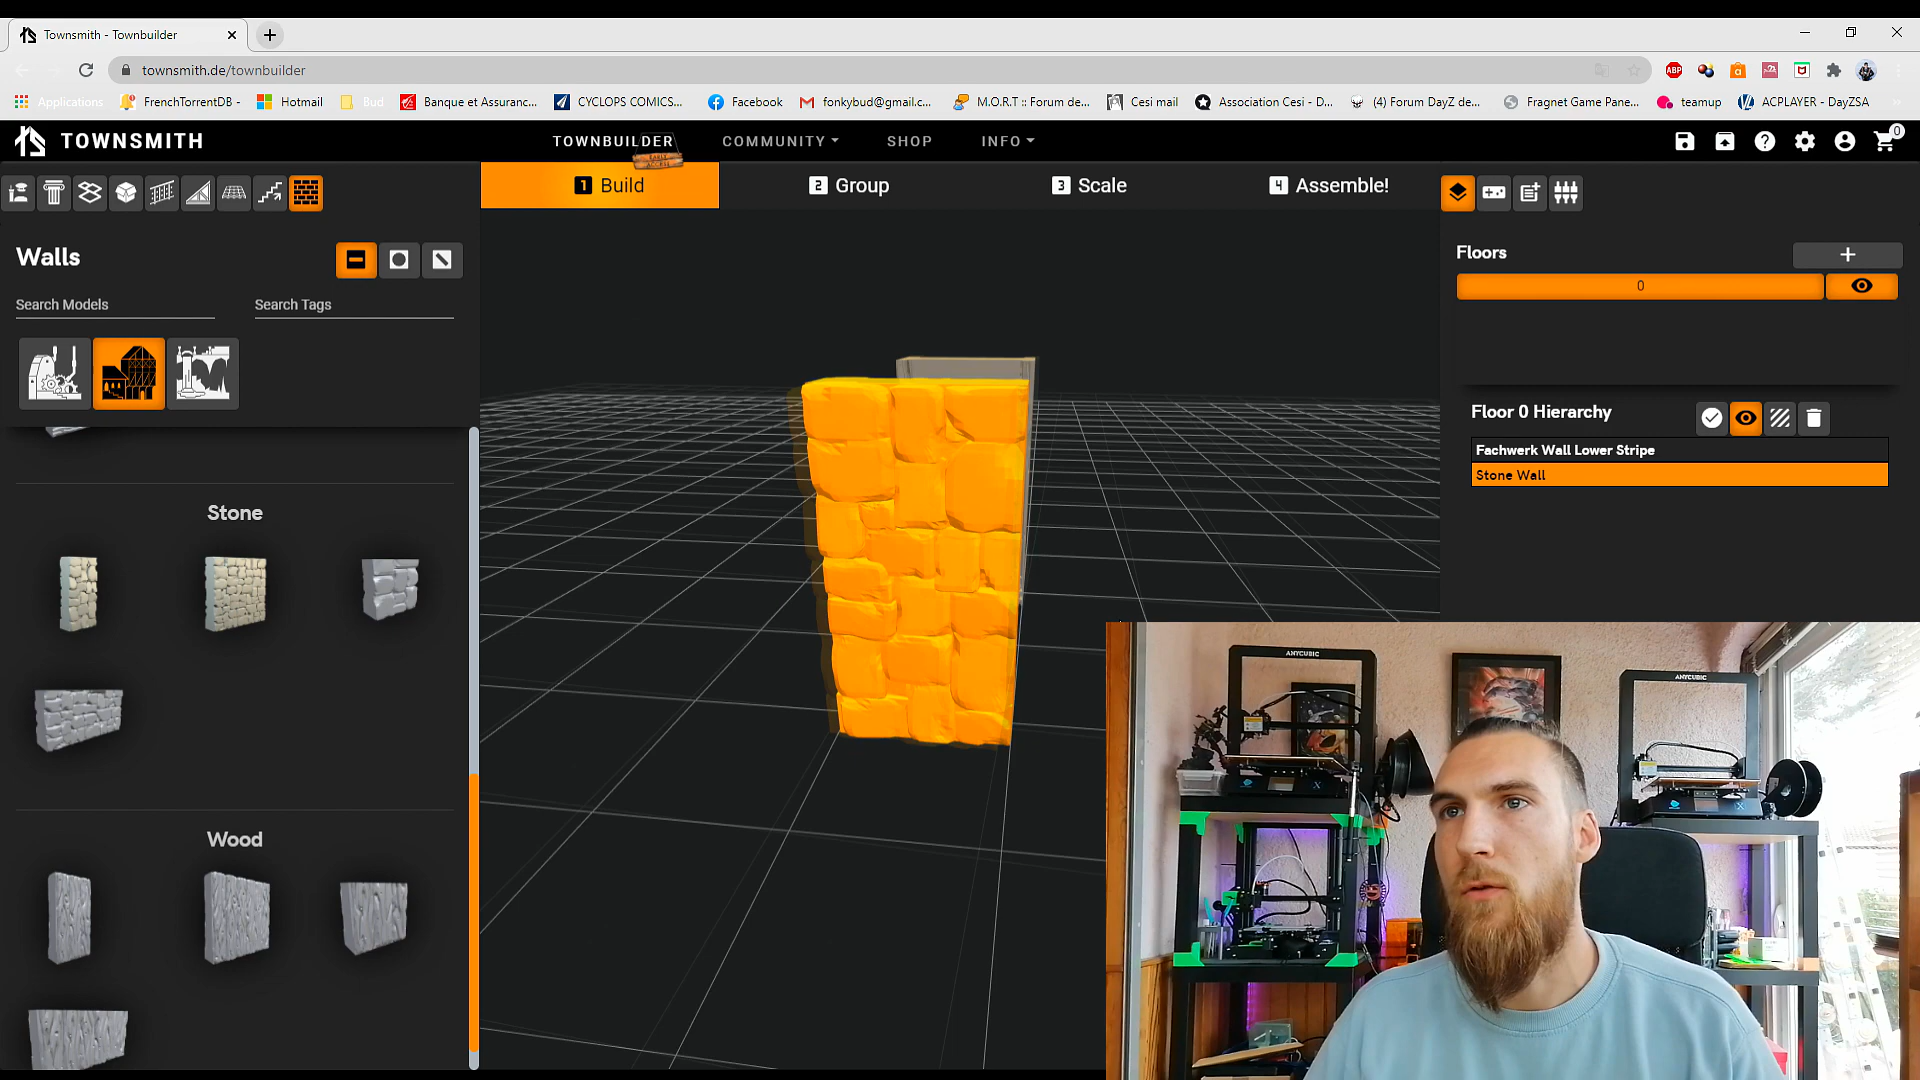 Townsmith - Townbuilder
townsmith.de/townbuilder
Applications
FrenchTorrentDB -
Hotmail
Bud
Banque et Assuranc...
CYCLOPS COMICS...
Facebook
fonkybud@gmail.c...
M.O.R.T :: Forum de...
Cesi mail
Association Cesi - D...
(4) Forum DayZ de...
Fragnet Game Pane...
teamup
ACPLAYER - DayZSA
ABP
TOWNSMITH
TOWNBUILDER
EARLY
ACCESS
COMMUNITY
SHOP
INFO
0
1 Build
2 Group
3 Scale
4 Assemble!
Walls
Search Models
Search Tags
Floors
0
Floor 0 Hierarchy
Fachwerk Wall Lower Stripe
Stone Wall
Stone
Wood
ANYCUBIC
ANYCUBIC